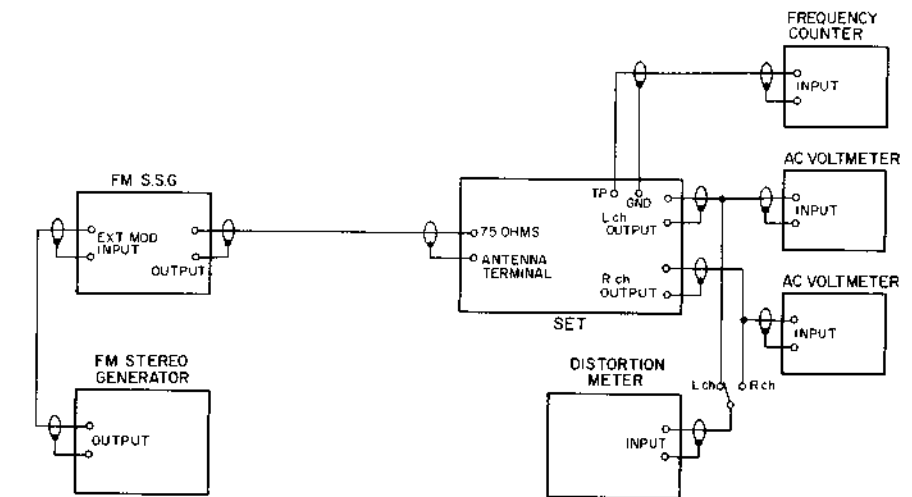 FREQUENCY
COUNTER
INPUT
FM S.S.G
EXT MOD
INPUT
OUTPUT
TP
GND
L ch
OUTPUT
75 OHMS
ANTENNA
TERMINAL
R ch
OUTPUT
SET
AC VOLTMETER
INPUT
AC VOLTMETER
INPUT
FM STEREO
GENERATOR
OUTPUT
DISTORTION
METER
INPUT
L ch
R ch